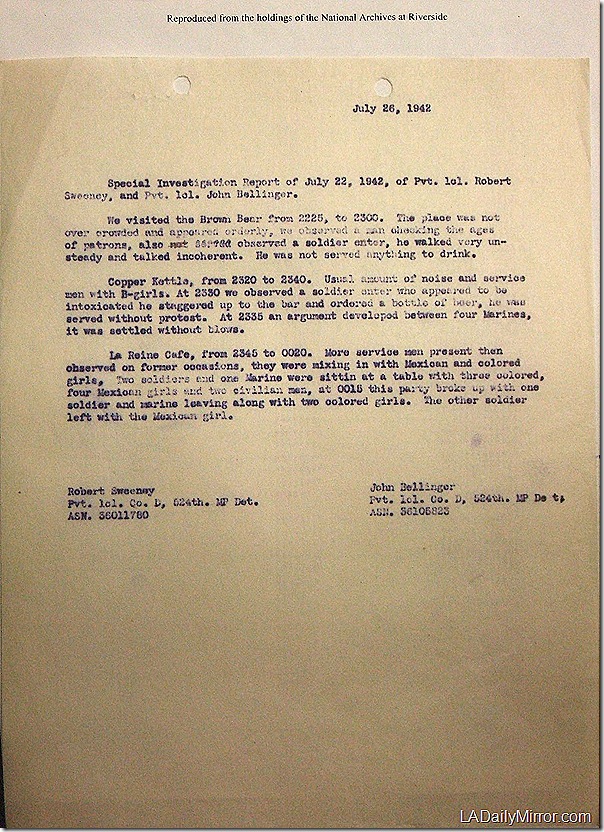 Reproduced from the holdings of the National Archives at Riverside
July 26, 1942
Special Investigation Report of July 22, 1942, of Pvt. 1cl. Robert
Sweeney, and Pvt. 1cl. John Bellinger.
We visited the Brown Bear from 2225, to 2300. The place was not
over crowded and appeared orderly, we observed a man checking the ages
of patrons, also not served observed a soldier enter, he walked very un-
steady and talked incoherent. He was not served anything to drink.
Copper Kettle, from 2320 to 2340. Usual amount of noise and service
men with B-girls. At 2330 we observed a soldier enter who appeared to be
intoxicated he staggered up to the bar and ordered a bottle of beer, he was
served without protest. At 2335 an argument developed between four Marines,
it was settled without blows.
La Reine Cafe, from 2345 to 0020. More service men present then
observed on former occasions, they were mixing in with Mexican and colored
girls, Two soldiers and one Marine were sittin at a table with three colored,
four Mexican girls and two civilian men, at 0015 this party broke up with one
soldier and marine leaving along with two colored girls. The other soldier
left with the Mexican girl.
Robert Sweeney John Bellinger
Pvt. 1cl. Co. D, 524th. MP Det. Pvt. 1cl. Co. D, 524th. MP De t,
ASN. 36011780 ASN. 36105823
LADailyMirror.com